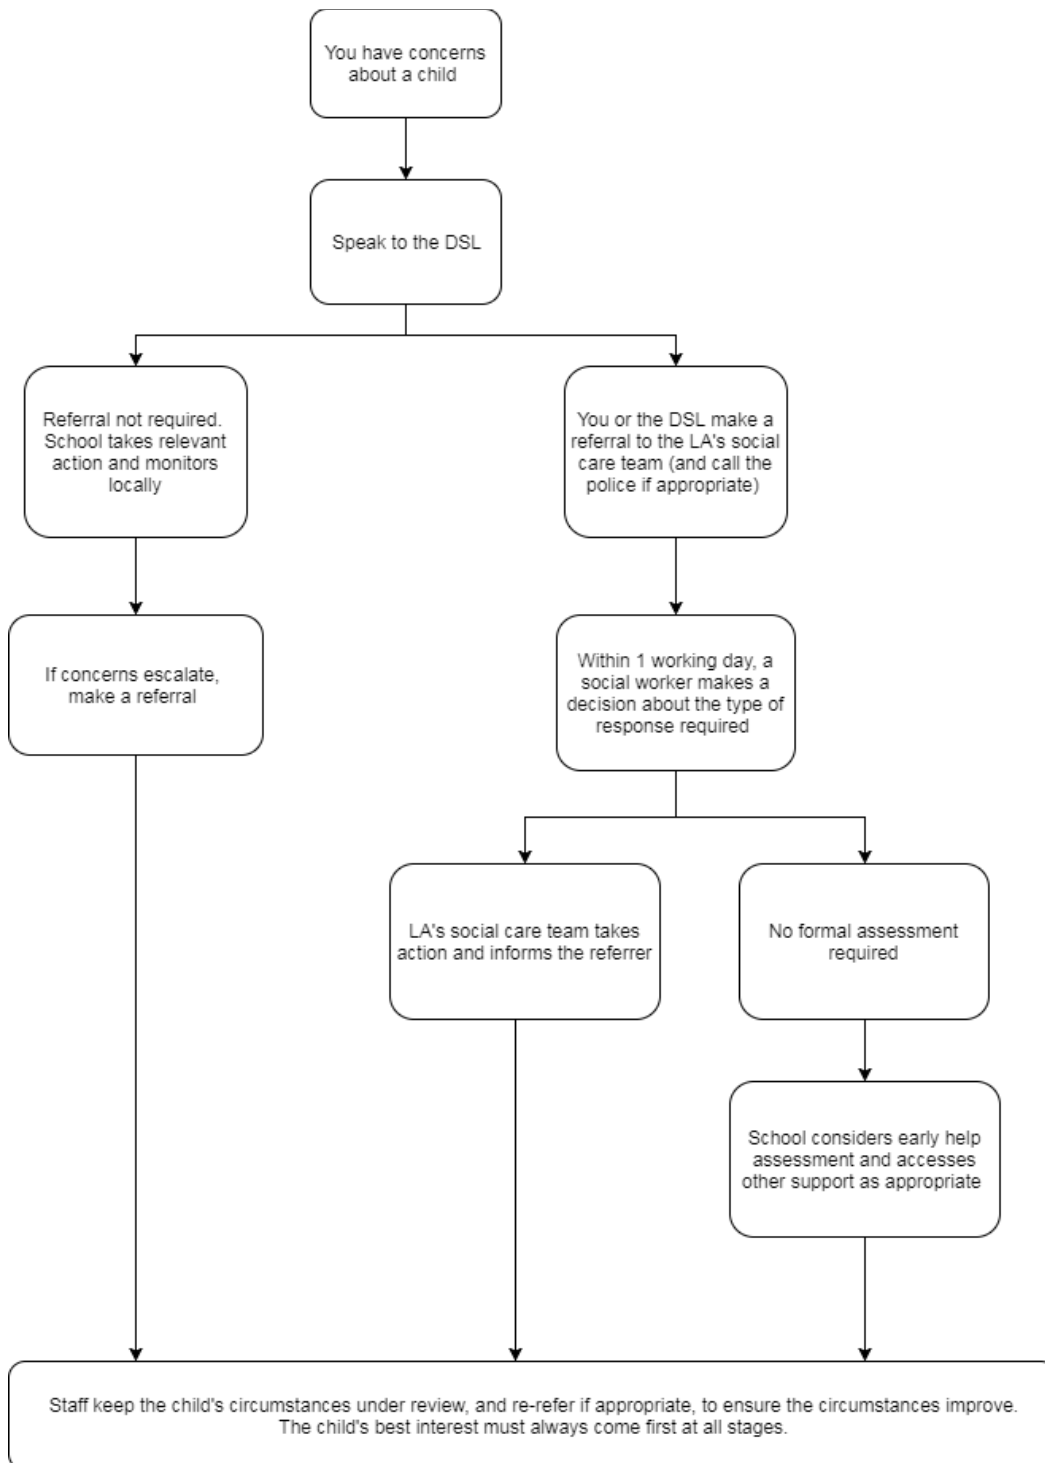 You have concerns
about a child
Speak to the DSL
Referral not required.
School takes relevant
action and monitors
locally
You or the DSL make a
referral to the LA's social
care team (and call the
police if appropriate)
If concerns escalate,
make a referral
Within 1 working day, a
social worker makes a
decision about the type of
response required
LA's social care team takes
action and informs the referrer
No formal assessment
required
School considers early help
assessment and accesses
other support as appropriate
Staff keep the child's circumstances under review, and re-refer if appropriate, to ensure the circumstances improve.
The child's best interest must always come first at all stages.